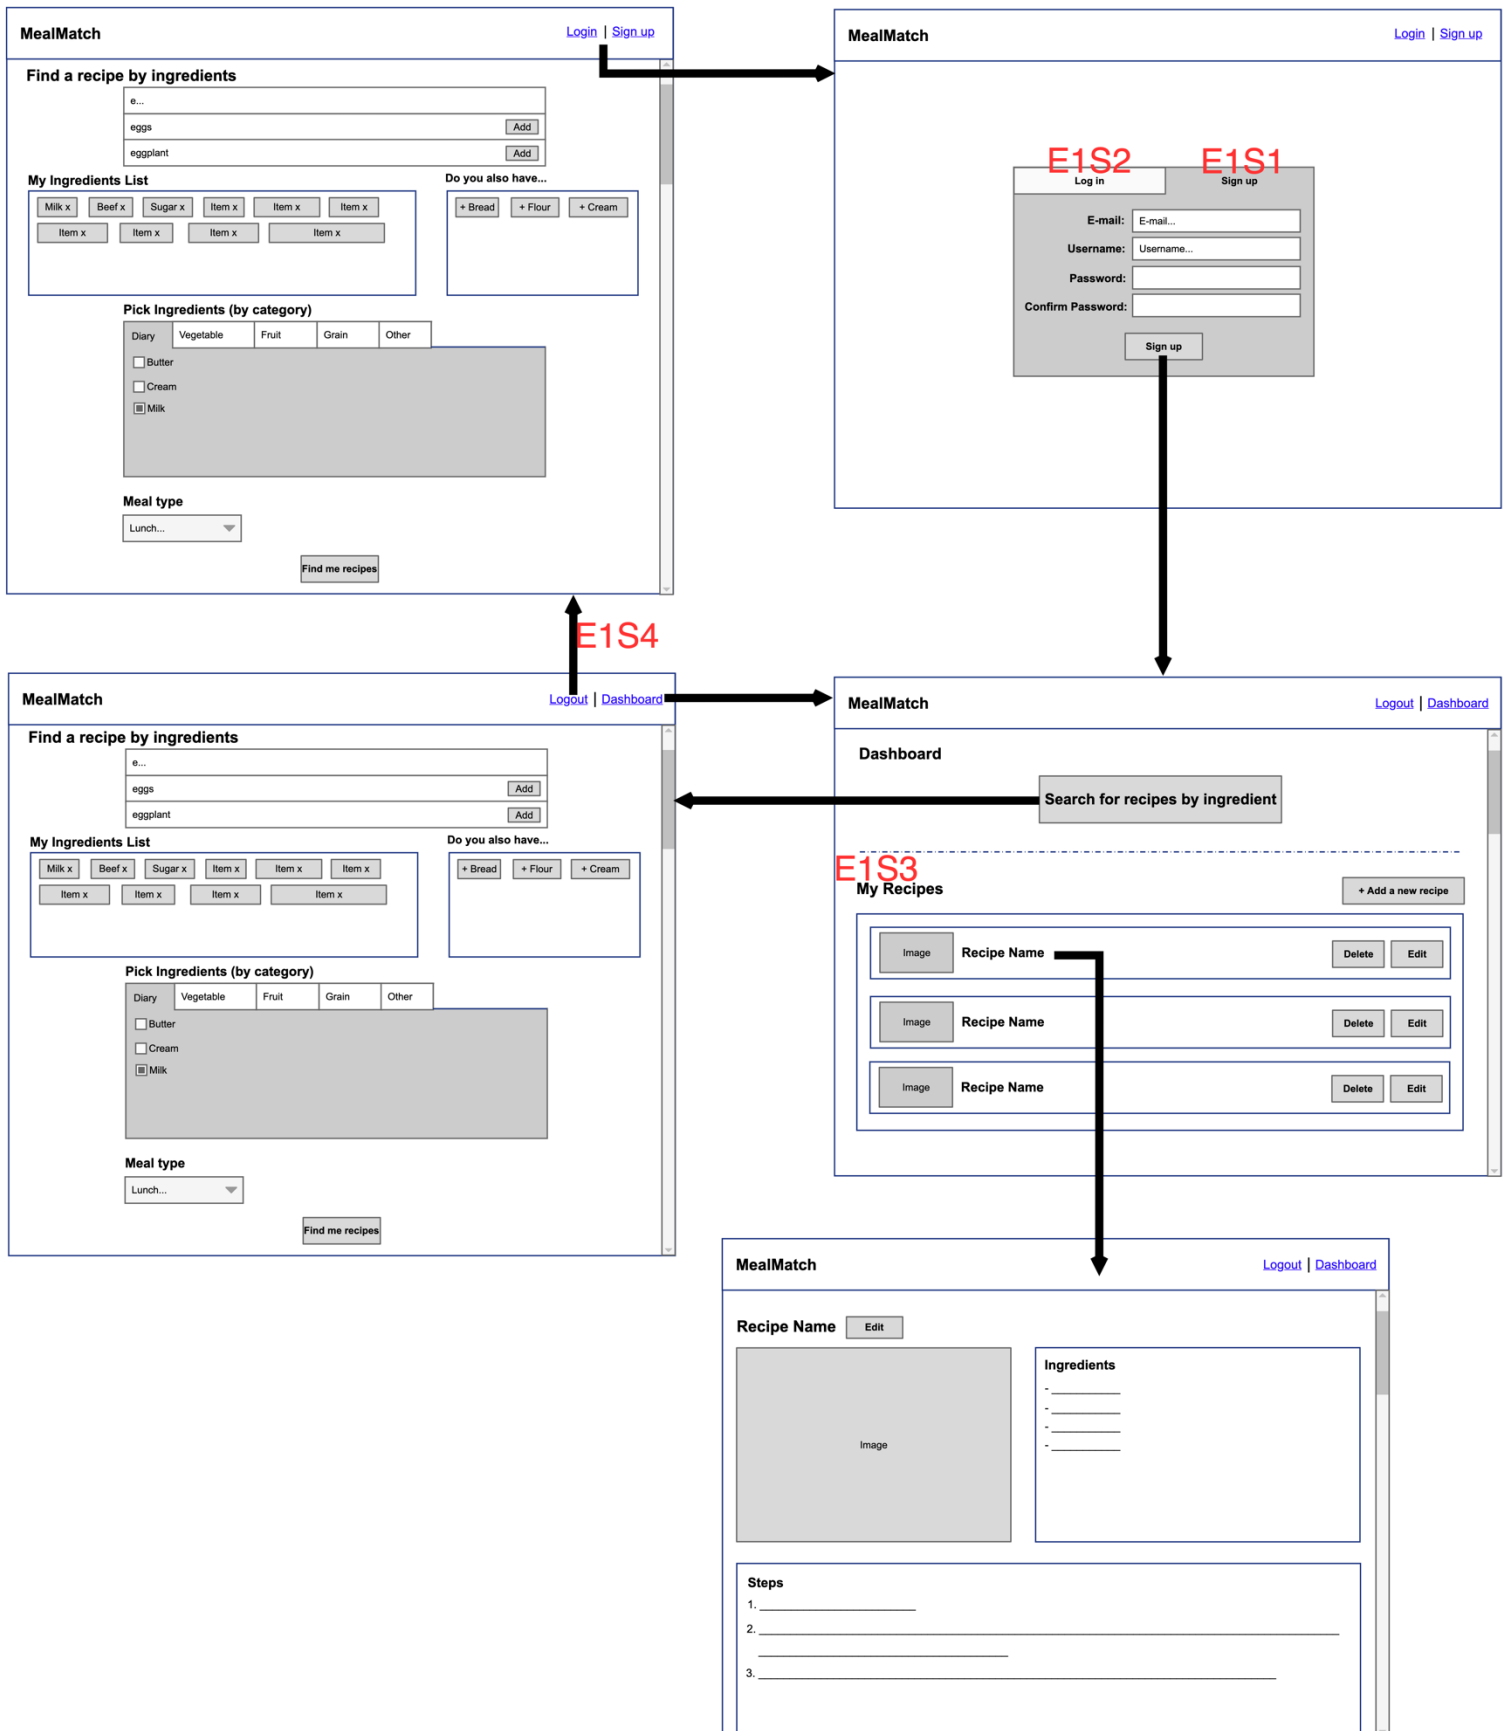 MealMatch
Login | Sign up
Find a recipe by ingredients
e...
eggs Add
eggplant Add
My Ingredients List
Milk x Beef x Sugar x Item x Item x Item x
Item x Item x Item x Item x
Do you also have...
+ Bread + Flour + Cream
Pick Ingredients (by category)
Diary Vegetable Fruit Grain Other
Butter
Cream
Milk
Meal type
Lunch...
Find me recipes
MealMatch
Login | Sign up
E1S2 E1S1
Log in Sign up
E-mail: E-mail...
Username: Username...
Password:
Confirm Password:
Sign up
E1S4
MealMatch
Logout | Dashboard
Find a recipe by ingredients
e...
eggs Add
eggplant Add
My Ingredients List
Milk x Beef x Sugar x Item x Item x Item x
Item x Item x Item x Item x
Do you also have...
+ Bread + Flour + Cream
Pick Ingredients (by category)
Diary Vegetable Fruit Grain Other
Butter
Cream
Milk
Meal type
Lunch...
Find me recipes
MealMatch
Logout | Dashboard
Dashboard
Search for recipes by ingredient
E1S3
My Recipes + Add a new recipe
Image Recipe Name Delete Edit
Image Recipe Name Delete Edit
Image Recipe Name Delete Edit
MealMatch
Logout | Dashboard
Recipe Name Edit
Image
Ingredients
-
-
-
-
Steps
1.
2.
3.